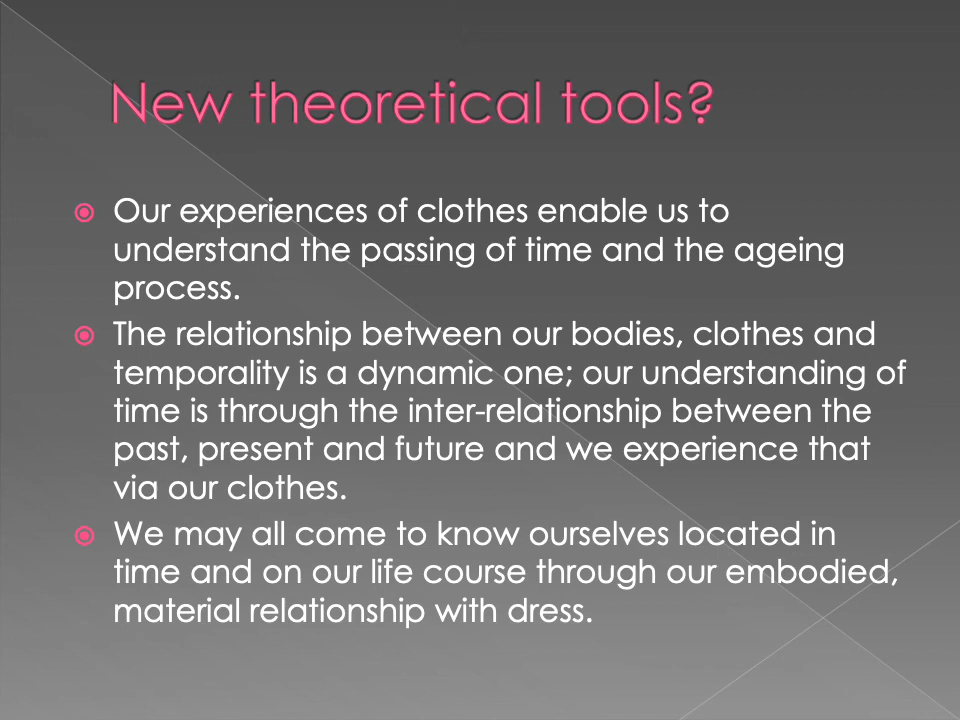 New theoretical tools?
Our experiences of clothes enable us to
understand the passing of time and the ageing
process.
The relationship between our bodies, clothes and
temporality is a dynamic one; our understanding of
time is through the inter-relationship between the
past, present and future and we experience that
via our clothes.
We may all come to know ourselves located in
time and on our life course through our embodied,
material relationship with dress.